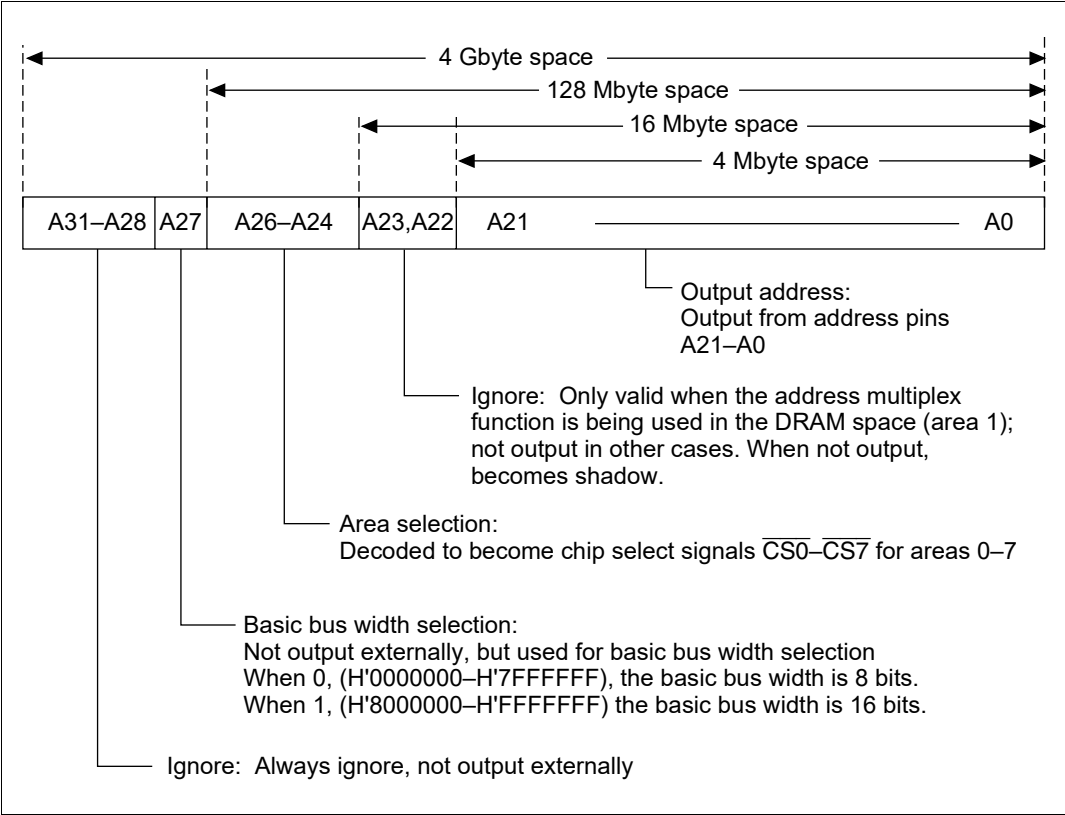 4 Gbyte space
128 Mbyte space
16 Mbyte space
4 Mbyte space
A31–A28 A27 A26–A24 A23,A22 A21 A0
Output address:
Output from address pins
A21–A0
Ignore: Only valid when the address multiplex
function is being used in the DRAM space (area 1);
not output in other cases. When not output,
becomes shadow.
Area selection:
Decoded to become chip select signals C̅S̅0̅–C̅S̅7̅ for areas 0–7
Basic bus width selection:
Not output externally, but used for basic bus width selection
When 0, (H'0000000–H'7FFFFFF), the basic bus width is 8 bits.
When 1, (H'8000000–H'FFFFFFF) the basic bus width is 16 bits.
Ignore: Always ignore, not output externally